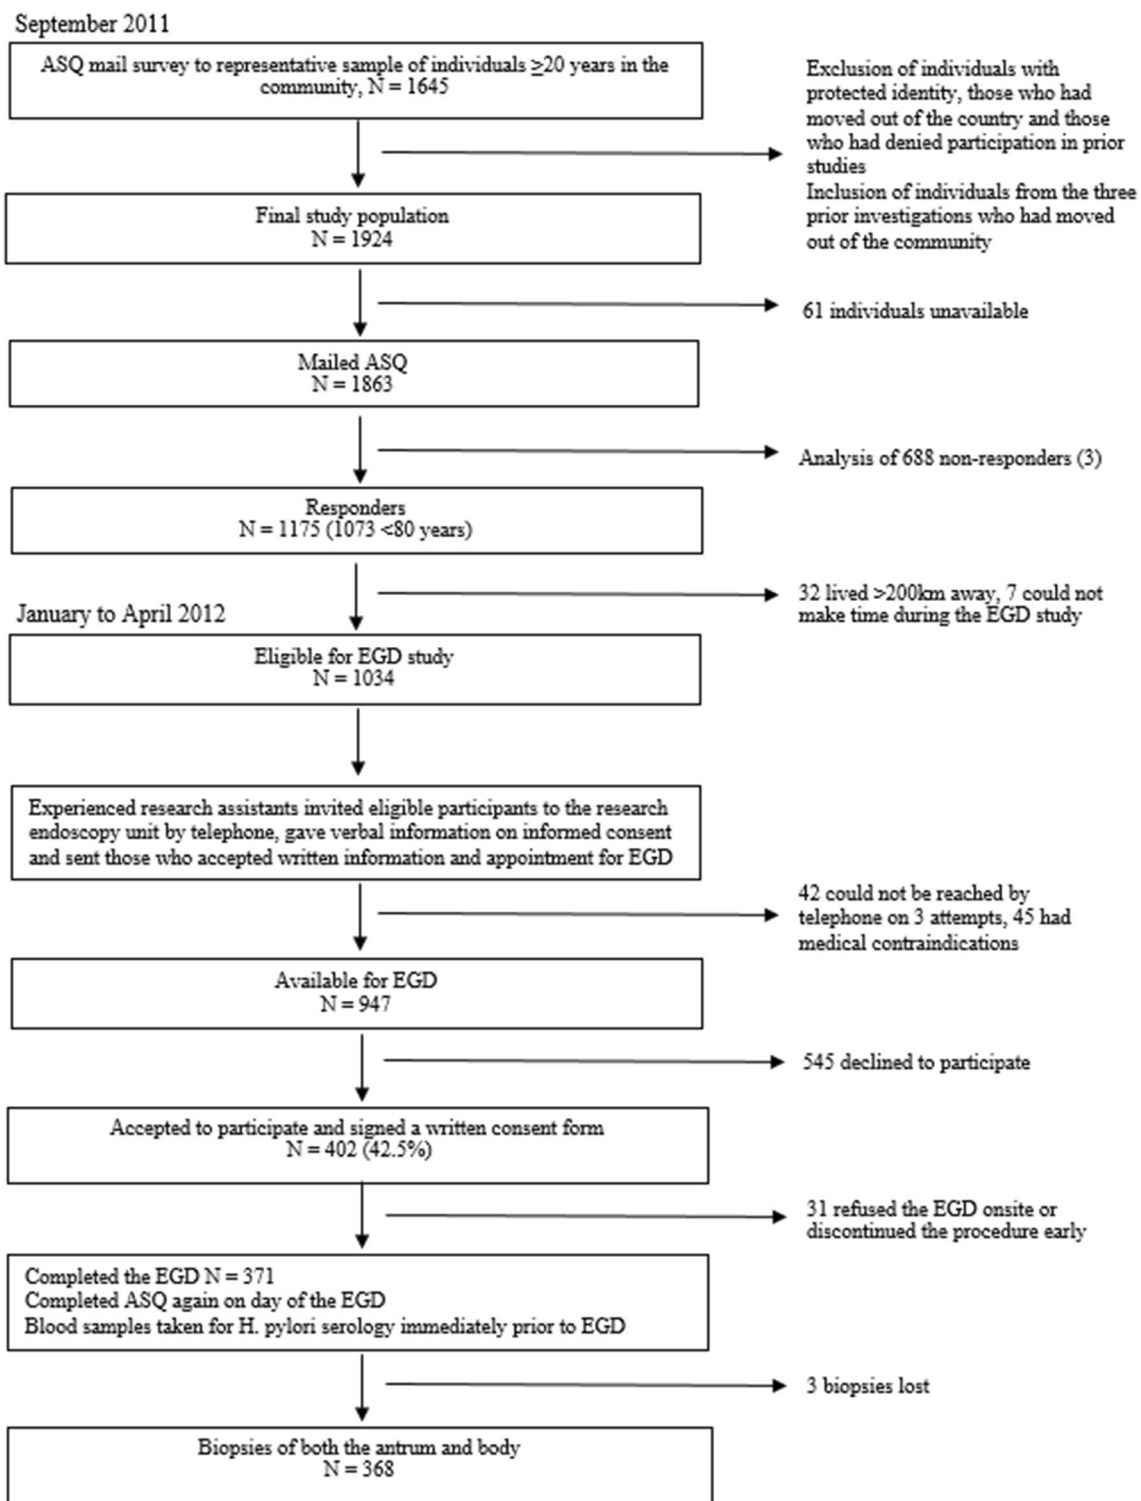 September 2011
ASQ mail survey to representative sample of individuals ≥20 years in the
community, N = 1645
Exclusion of individuals with
protected identity, those who had
moved out of the country and those
who had denied participation in prior
studies
Inclusion of individuals from the three
prior investigations who had moved
out of the community
Final study population
N = 1924
61 individuals unavailable
Mailed ASQ
N = 1863
Analysis of 688 non-responders (3)
Responders
N = 1175 (1073 <80 years)
32 lived >200km away, 7 could not
make time during the EGD study
January to April 2012
Eligible for EGD study
N = 1034
Experienced research assistants invited eligible participants to the research
endoscopy unit by telephone, gave verbal information on informed consent
and sent those who accepted written information and appointment for EGD
42 could not be reached by
telephone on 3 attempts, 45 had
medical contraindications
Available for EGD
N = 947
545 declined to participate
Accepted to participate and signed a written consent form
N = 402 (42.5%)
31 refused the EGD onsite or
discontinued the procedure early
Completed the EGD N = 371
Completed ASQ again on day of the EGD
Blood samples taken for H. pylori serology immediately prior to EGD
3 biopsies lost
Biopsies of both the antrum and body
N = 368